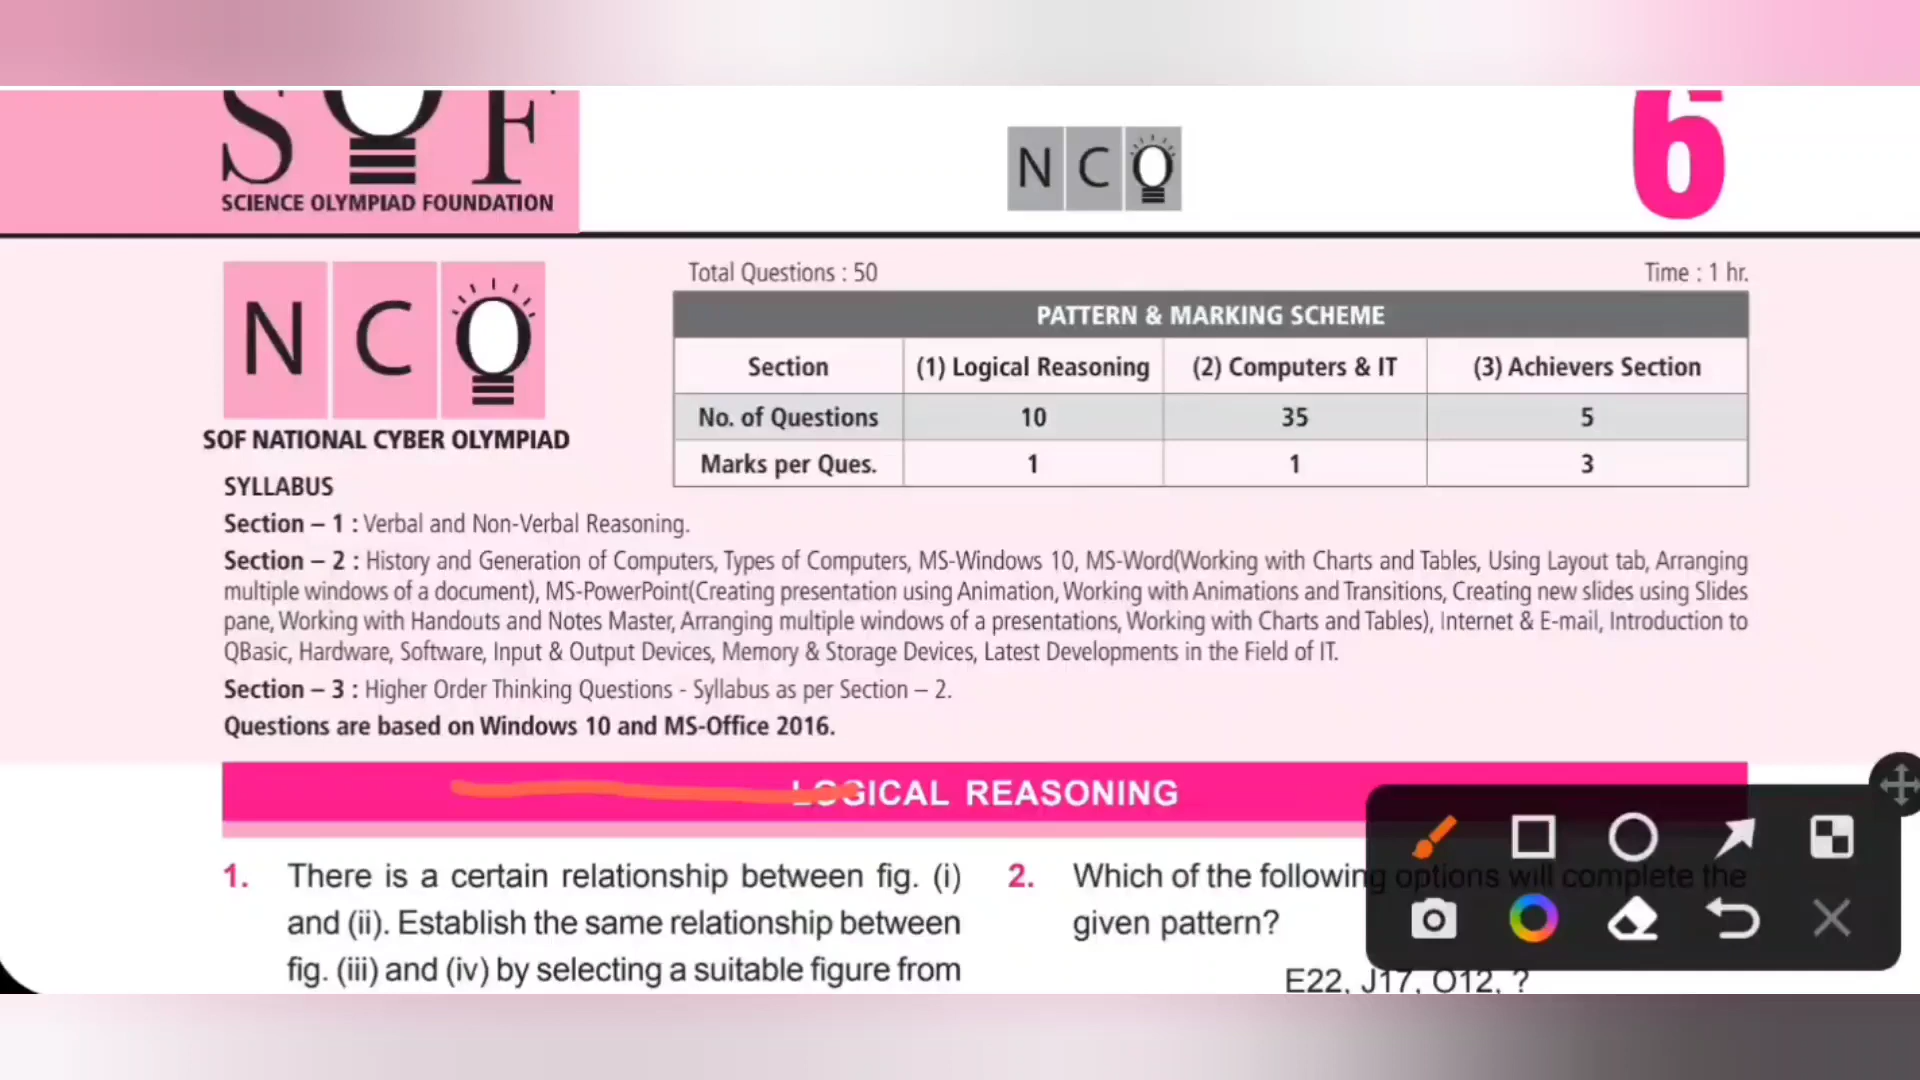 SOF
SCIENCE OLYMPIAD FOUNDATION
NCO
6
NCO
SOF NATIONAL CYBER OLYMPIAD
Total Questions : 50 Time : 1 hr.
PATTERN & MARKING SCHEME
Section (1) Logical Reasoning (2) Computers & IT (3) Achievers Section
No. of Questions 10 35 5
Marks per Ques. 1 1 3
SYLLABUS
Section – 1 : Verbal and Non-Verbal Reasoning.
Section – 2 : History and Generation of Computers, Types of Computers, MS-Windows 10, MS-Word(Working with Charts and Tables, Using Layout tab, Arranging
multiple windows of a document), MS-PowerPoint(Creating presentation using Animation, Working with Animations and Transitions, Creating new slides using Slides
pane, Working with Handouts and Notes Master, Arranging multiple windows of a presentations, Working with Charts and Tables), Internet & E-mail, Introduction to
QBasic, Hardware, Software, Input & Output Devices, Memory & Storage Devices, Latest Developments in the Field of IT.
Section – 3 : Higher Order Thinking Questions - Syllabus as per Section – 2.
Questions are based on Windows 10 and MS-Office 2016.
LOGICAL REASONING
1. There is a certain relationship between fig. (i)
and (ii). Establish the same relationship between
fig. (iii) and (iv) by selecting a suitable figure from
2. Which of the following options will complete the
given pattern?
E22, J17, O12, ?